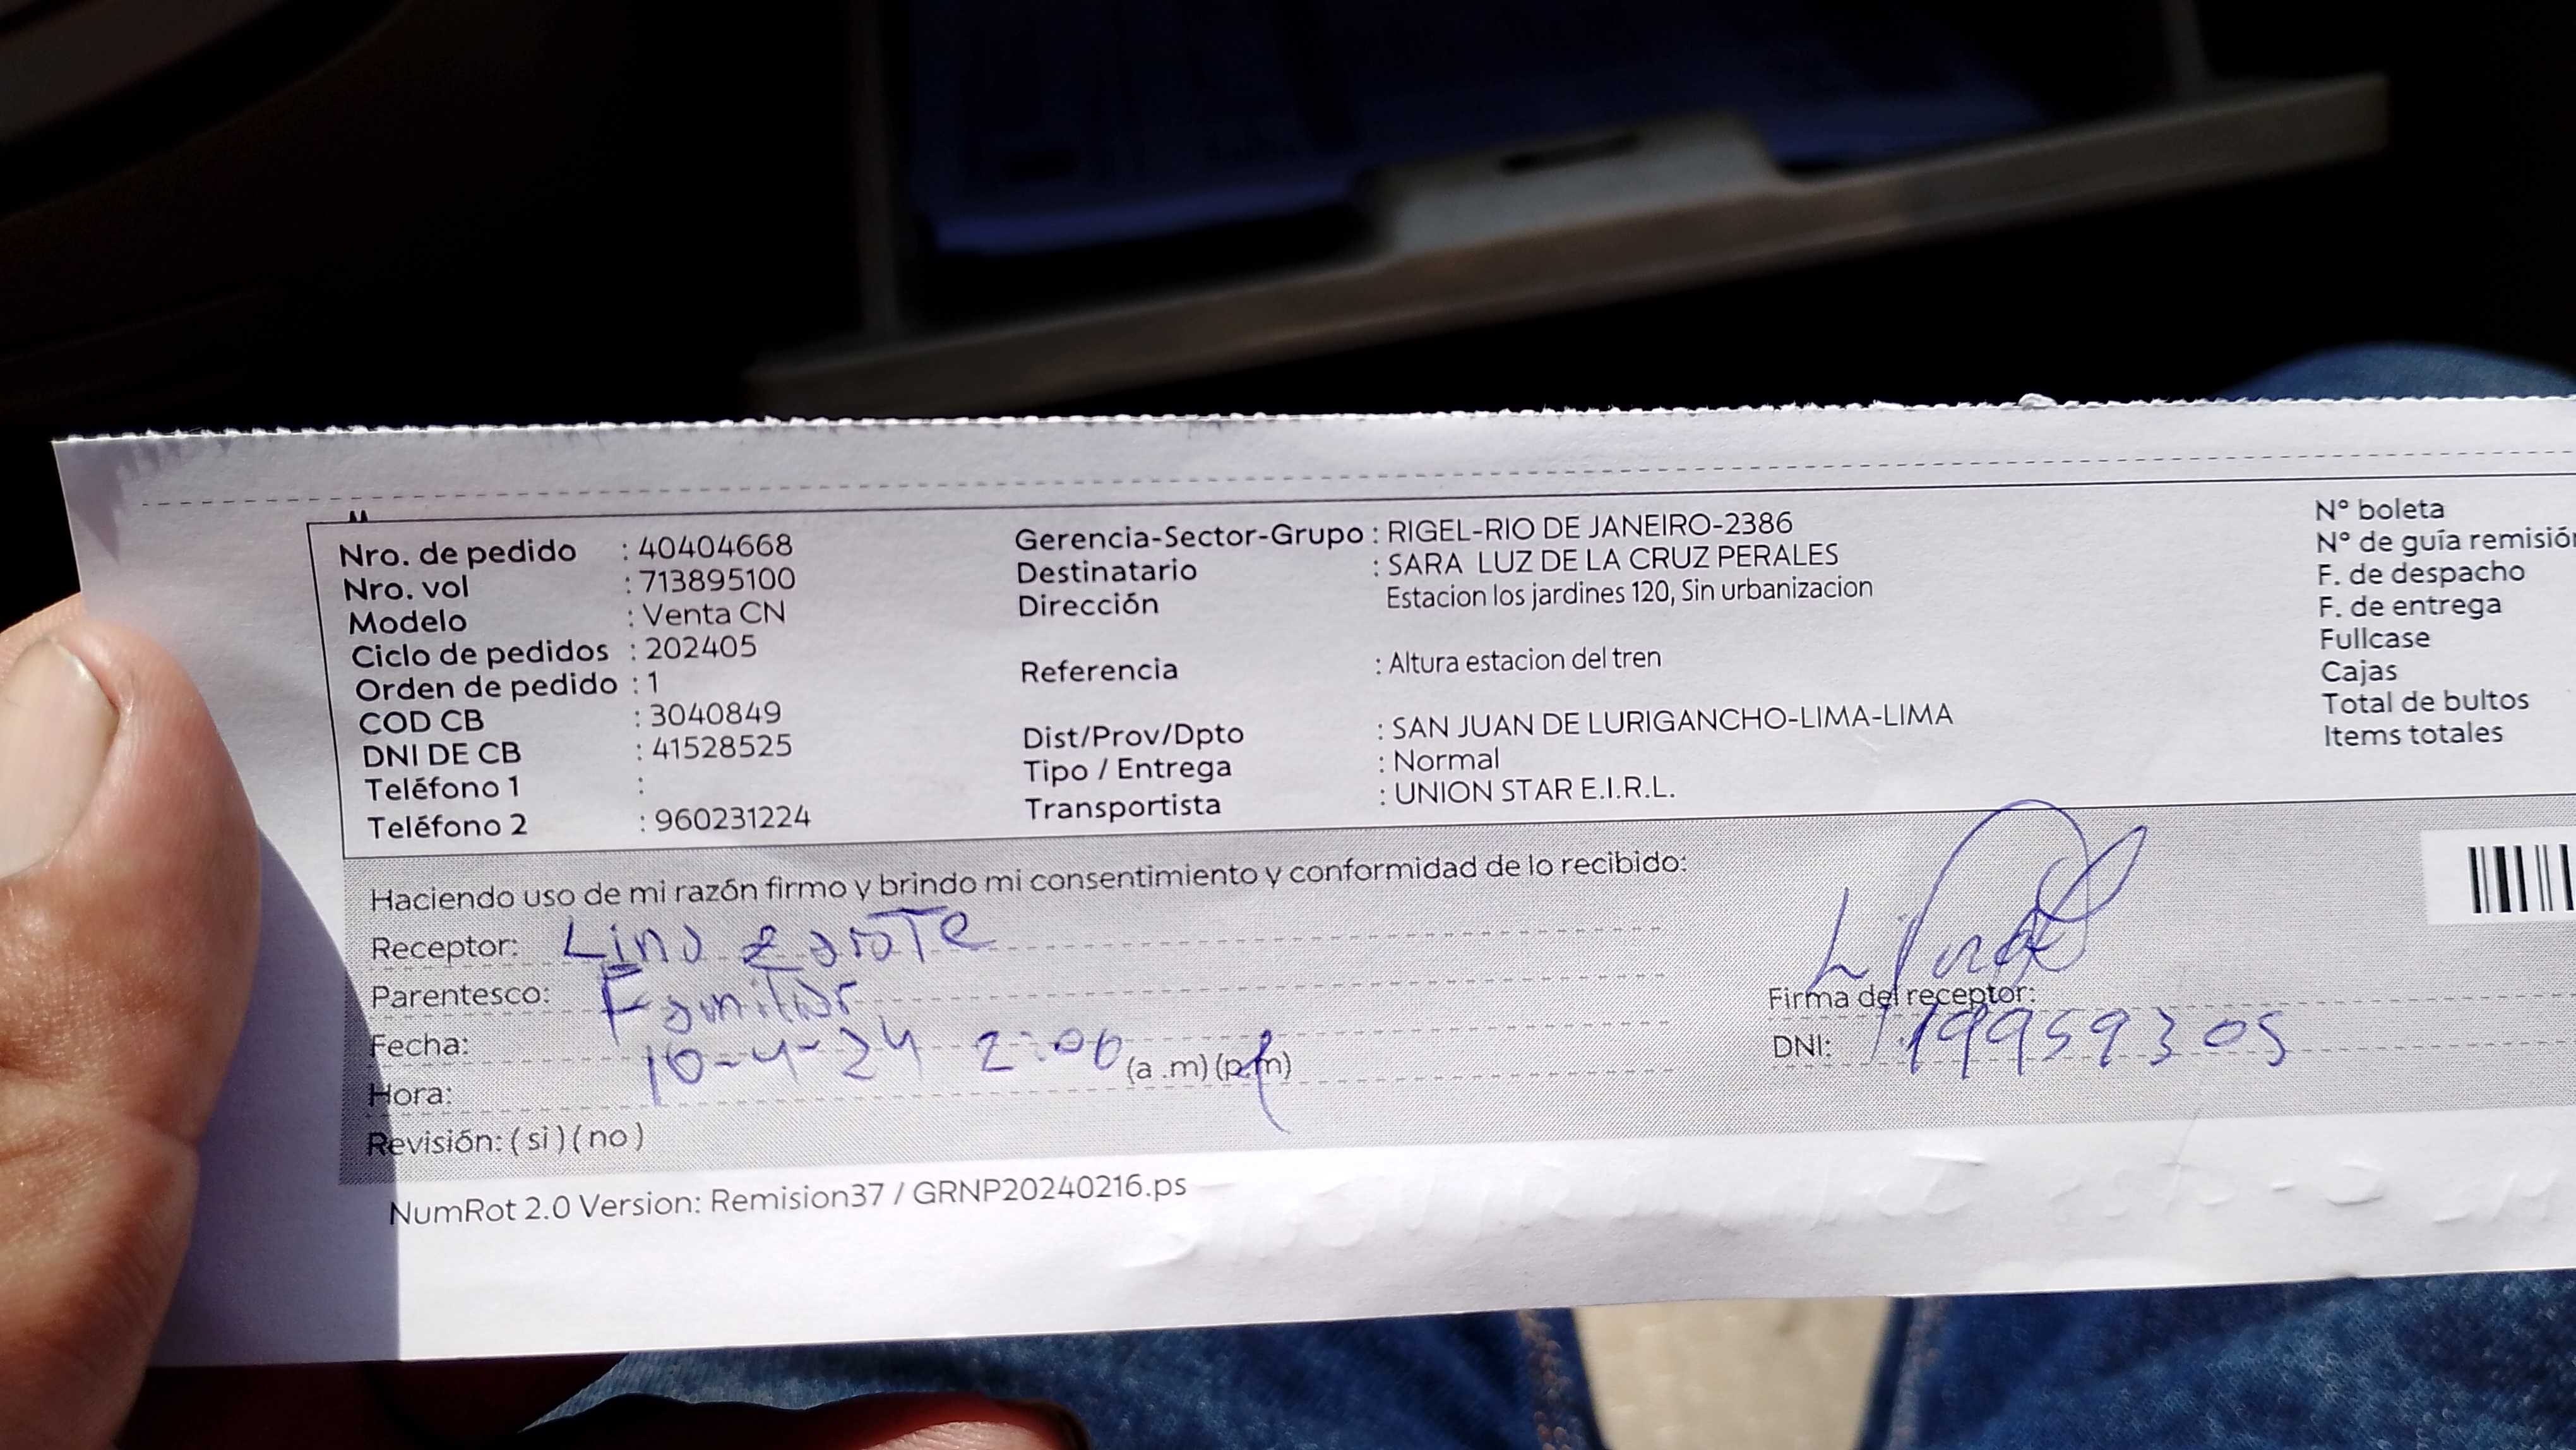 Nro. de pedido : 40404668
Nro. vol : 713895100
Modelo : Venta CN
Ciclo de pedidos : 202405
Orden de pedido : 1
COD CB : 3040849
DNI DE CB : 41528525
Teléfono 1 :
Teléfono 2 : 960231224
Gerencia-Sector-Grupo : RIGEL-RIO DE JANEIRO-2386
Destinatario : SARA LUZ DE LA CRUZ PERALES
Dirección Estacion los jardines 120, Sin urbanizacion
Referencia : Altura estacion del tren
Dist/Prov/Dpto : SAN JUAN DE LURIGANCHO-LIMA-LIMA
Tipo / Entrega : Normal
Transportista : UNION STAR E.I.R.L.
N° boleta
N° de guía remisión
F. de despacho
F. de entrega
Fullcase
Cajas
Total de bultos
Items totales
Haciendo uso de mi razón firmo y brindo mi consentimiento y conformidad de lo recibido:
Receptor: Lino Zarate
Parentesco: Familiar
Fecha: 10-4-24 2:06 (a .m) (p.m)
Hora:
Revisión: ( si ) ( no )
Firma del receptor:
DNI:
NumRot 2.0 Version: Remision37 / GRNP20240216.ps